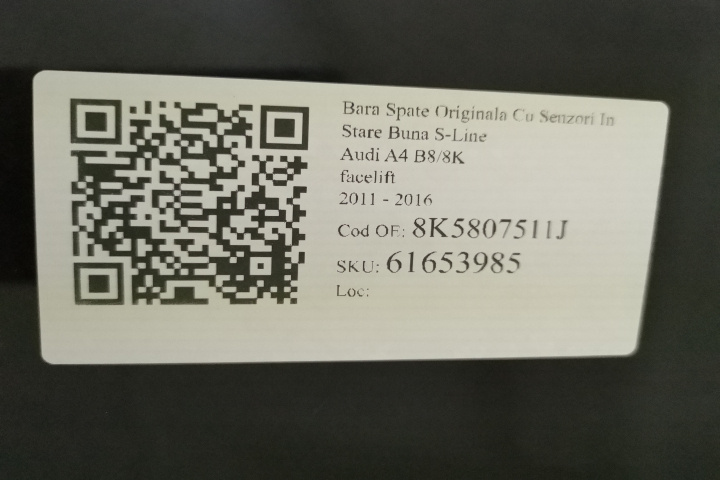 Bara Spate Originala Cu Senzori In
Stare Buna S-Line
Audi A4 B8/8K
facelift
2011 - 2016
Cod OE: 8K5807511J
SKU: 61653985
Loc: